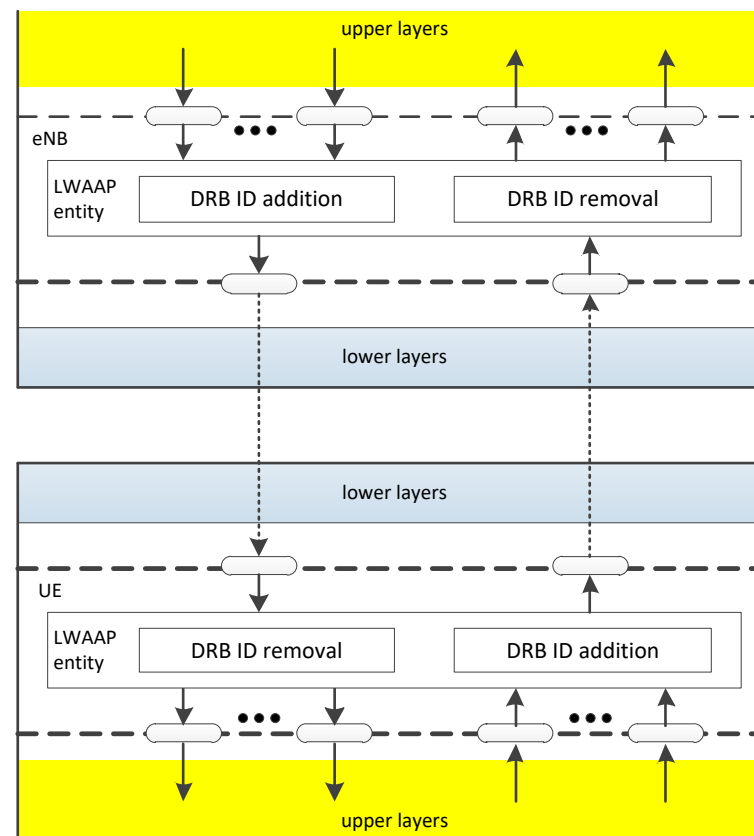 upper layers
eNB
LWAAP
entity
DRB ID addition
DRB ID removal
lower layers
lower layers
UE
LWAAP
entity
DRB ID removal
DRB ID addition
upper layers